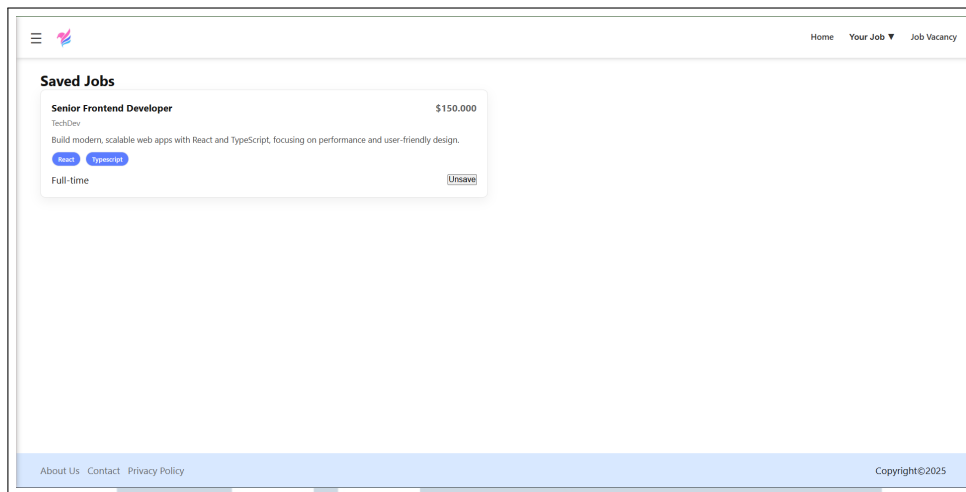 ☰ Home Your Job ▼ Job Vacancy
Saved Jobs
Senior Frontend Developer $150.000
TechDev
Build modern, scalable web apps with React and TypeScript, focusing on performance and user-friendly design.
React Typescript
Full-time Unsave
About Us Contact Privacy Policy Copyright©2025